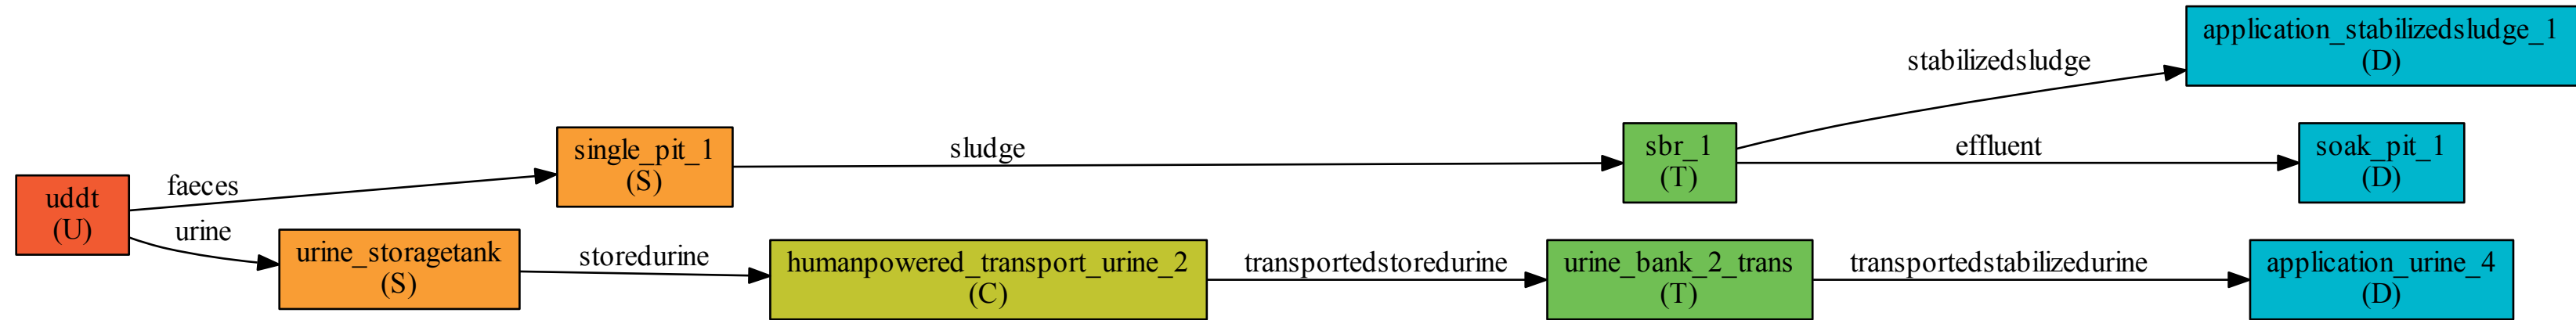 uddt
(U)
faeces
urine
single_pit_1
(S)
urine_storagetank
(S)
sludge
storedurine
humanpowered_transport_urine_2
(C)
transportedstoredurine
sbr_1
(T)
urine_bank_2_trans
(T)
stabilizedsludge
effluent
transportedstabilizedurine
application_stabilizedsludge_1
(D)
soak_pit_1
(D)
application_urine_4
(D)